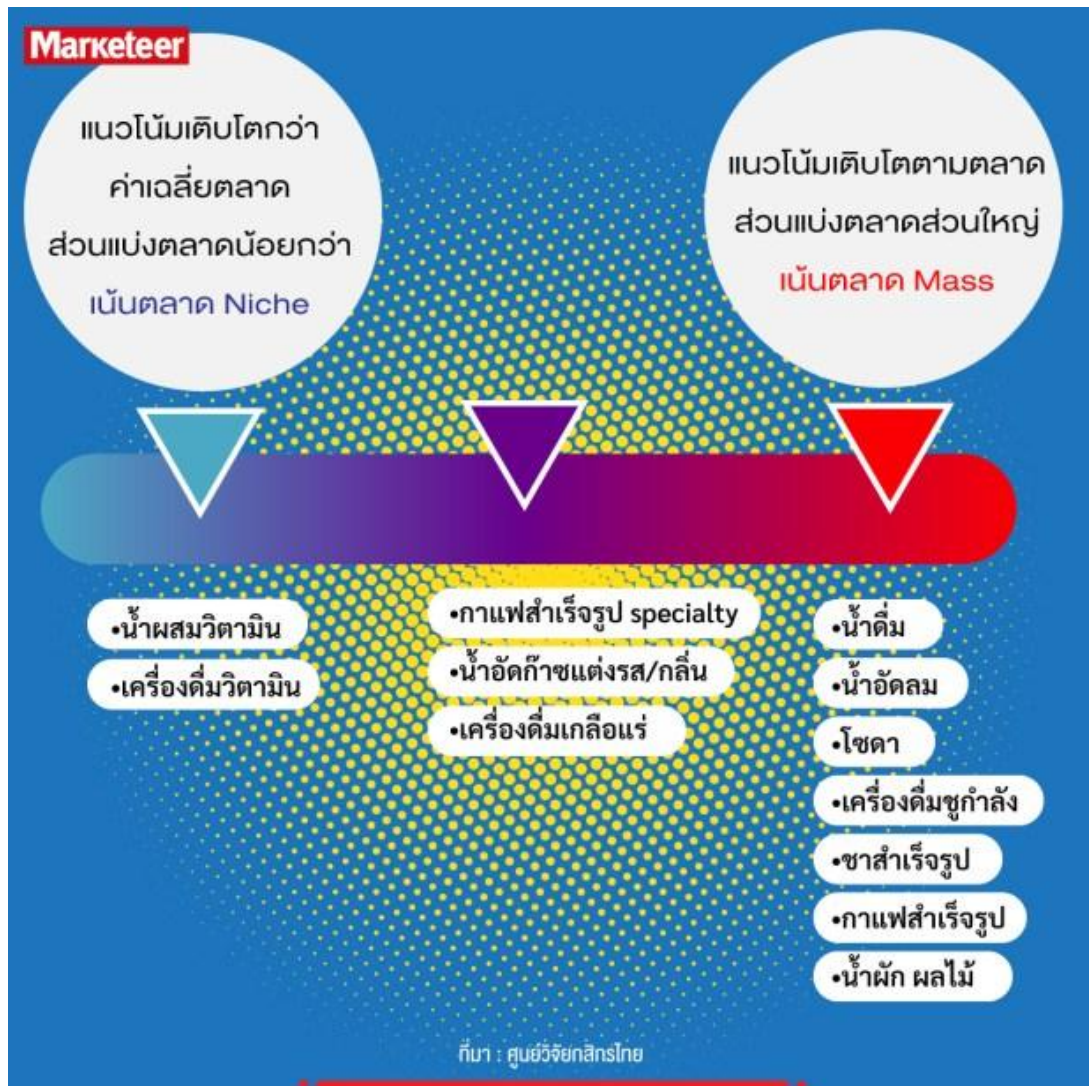 Marketeer
แนวโน้มเติบโตกว่า
ค่าเฉลี่ยตลาด
ส่วนแบ่งตลาดน้อยกว่า
เน้นตลาด Niche
แนวโน้มเติบโตตามตลาด
ส่วนแบ่งตลาดส่วนใหญ่
เน้นตลาด Mass
•น้ำผสมวิตามิน
•เครื่องดื่มวิตามิน
•กาแฟสำเร็จรูป specialty
•น้ำอัดก๊าซแต่งรส/กลิ่น
•เครื่องดื่มเกลือแร่
•น้ำดื่ม
•น้ำอัดลม
•โซดา
•เครื่องดื่มชูกำลัง
•ชาสำเร็จรูป
•กาแฟสำเร็จรูป
•น้ำผัก ผลไม้
ที่มา : ศูนย์วิจัยกสิกรไทย